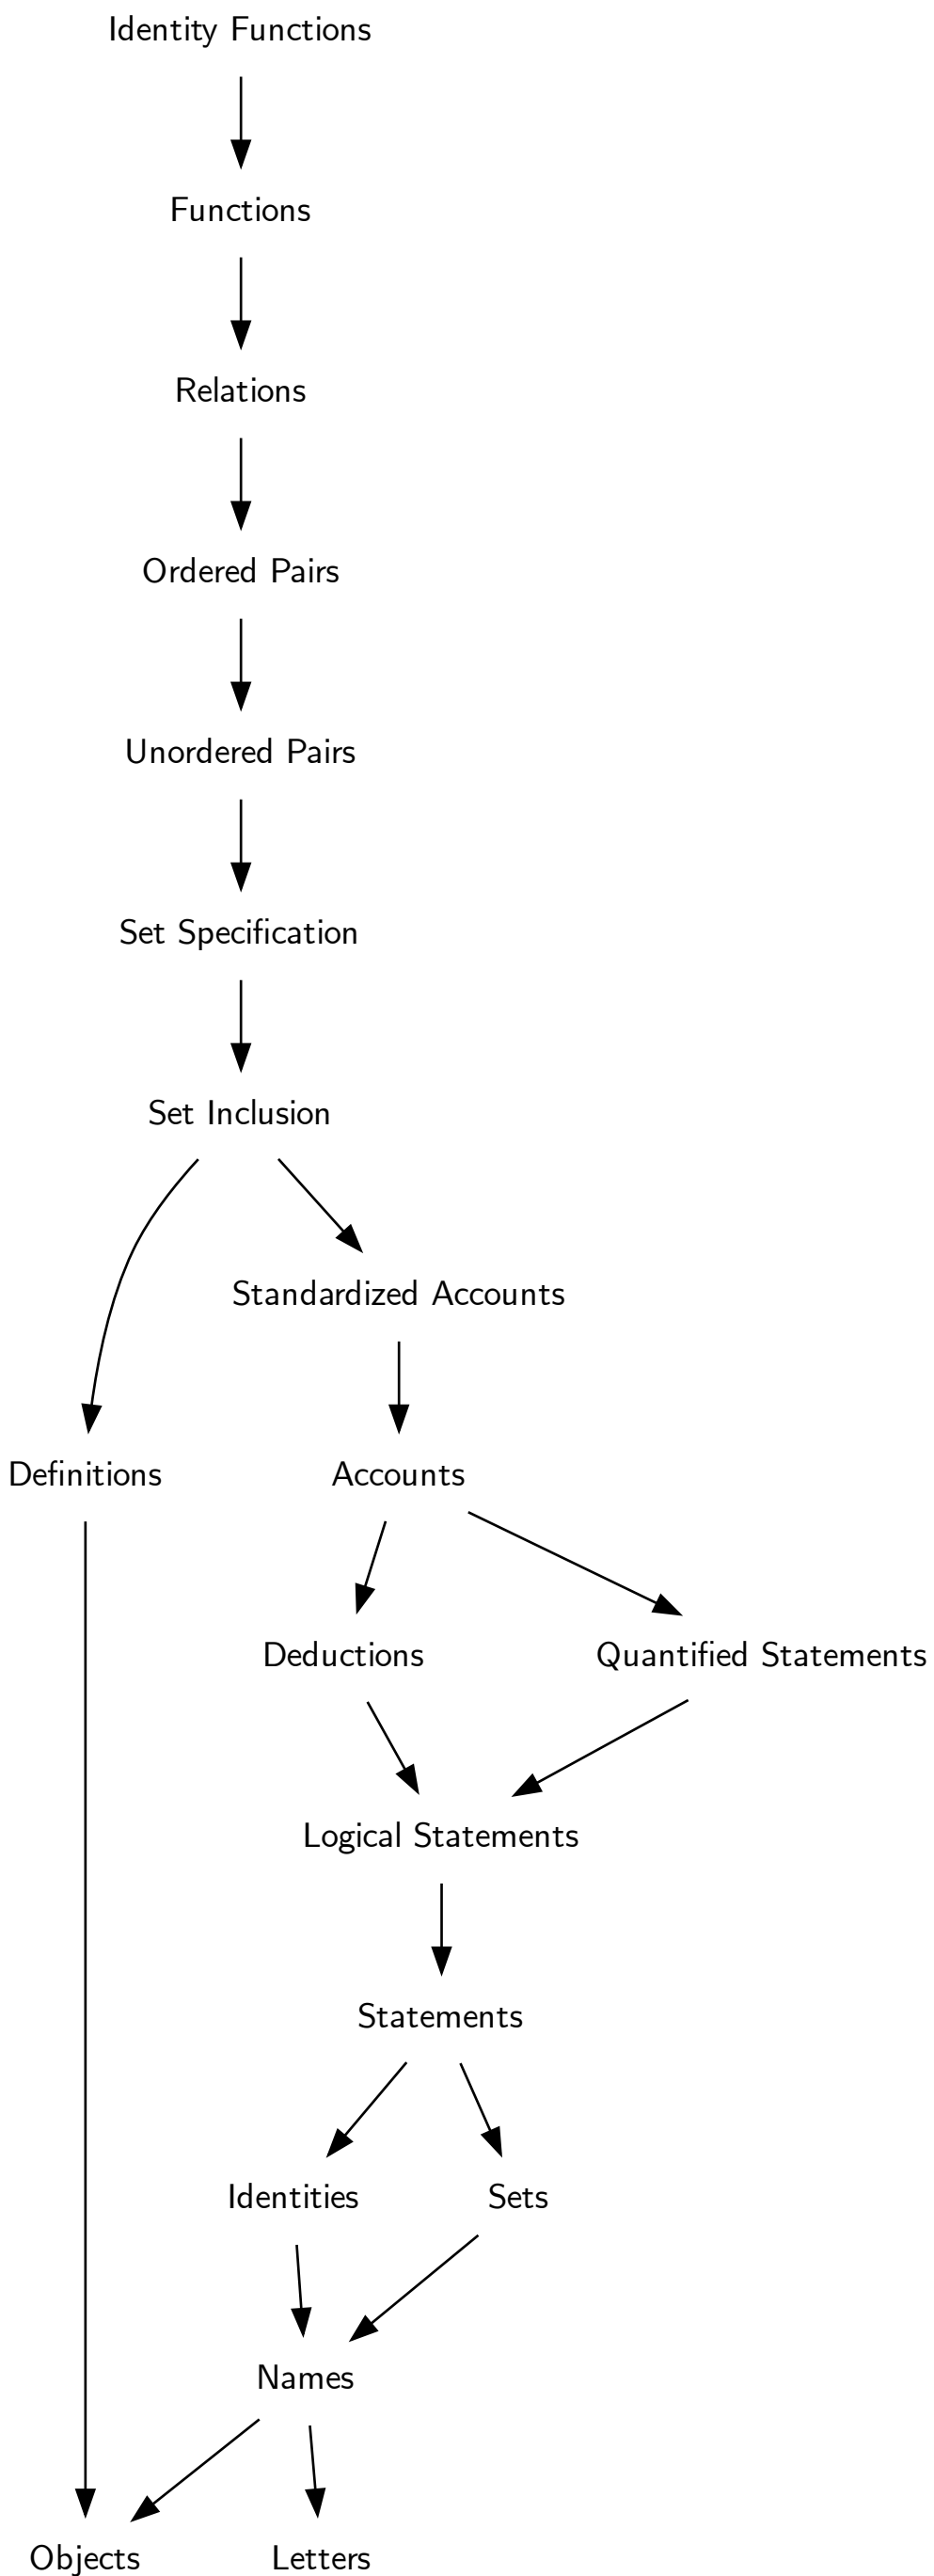 Identity Functions
Functions
Relations
Ordered Pairs
Unordered Pairs
Set Specification
Set Inclusion
Standardized Accounts
Definitions
Accounts
Deductions
Quantified Statements
Logical Statements
Statements
Identities
Sets
Names
Objects
Letters